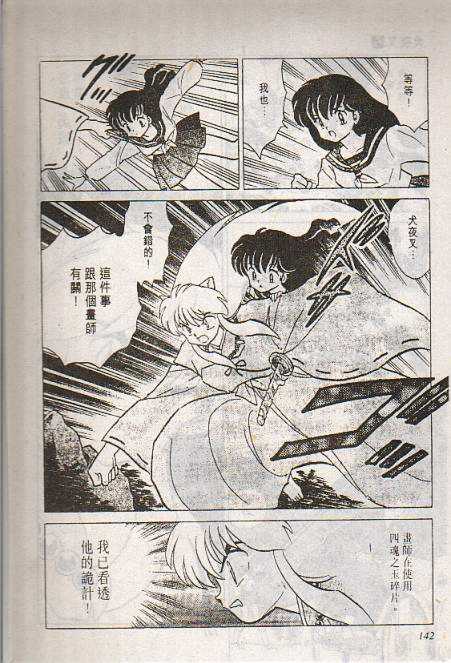 等等！
我也…
犬夜叉…
不會錯的！
這件事
跟那個畫師
有關！
畫師在使用
四魂之玉碎片。
我已看透
他的詭計！
142